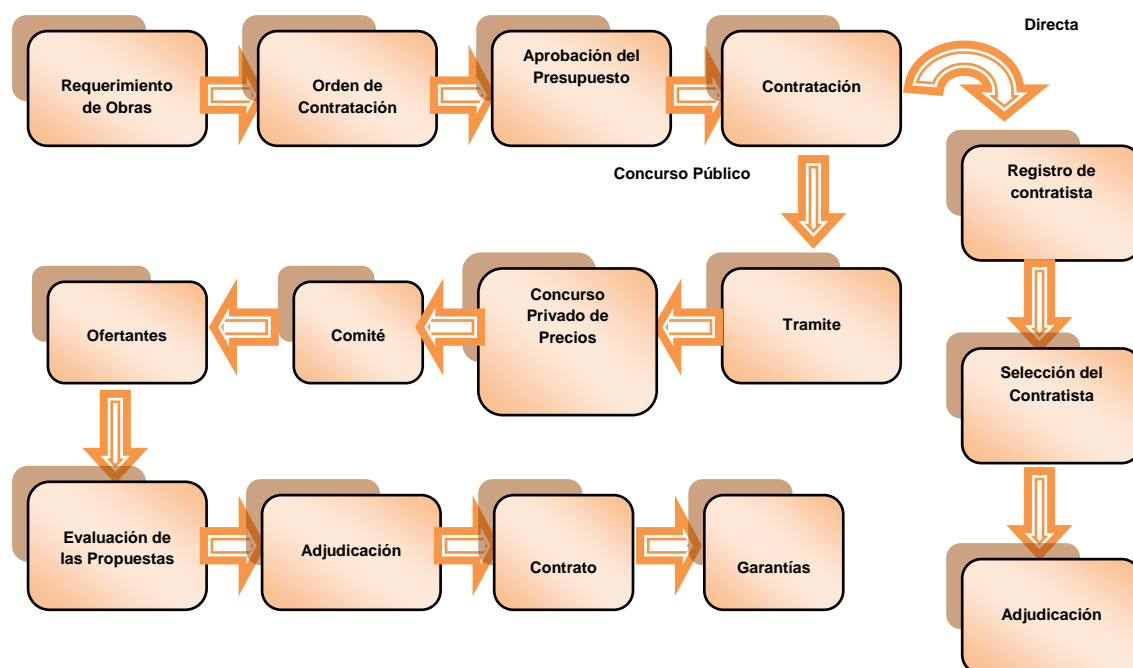 Directa
Requerimiento
de Obras
Orden de
Contratación
Aprobación del
Presupuesto
Contratación
Concurso Público
Registro de
contratista
Ofertantes
Comité
Concurso
Privado de
Precios
Tramite
Selección del
Contratista
Evaluación de
las Propuestas
Adjudicación
Contrato
Garantías
Adjudicación